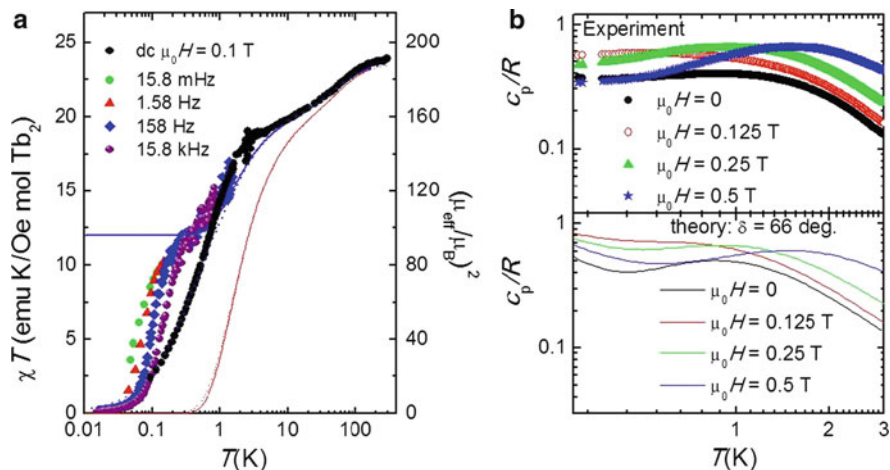 a
χT (emu K/Oe mol Tb₂)
25
20
15
10
5
0
dc μ₀H = 0.1 T
15.8 mHz
1.58 Hz
158 Hz
15.8 kHz
200
160
120
80
40
0
(μeff/μB)²
0.01 0.1 1 10 100
T(K)
b
Experiment
cₚ/R
1
0.1
μ₀H = 0
μ₀H = 0.125 T
μ₀H = 0.25 T
μ₀H = 0.5 T
theory: δ = 66 deg.
cₚ/R
1
0.1
μ₀H = 0
μ₀H = 0.125 T
μ₀H = 0.25 T
μ₀H = 0.5 T
1 2 3
T(K)